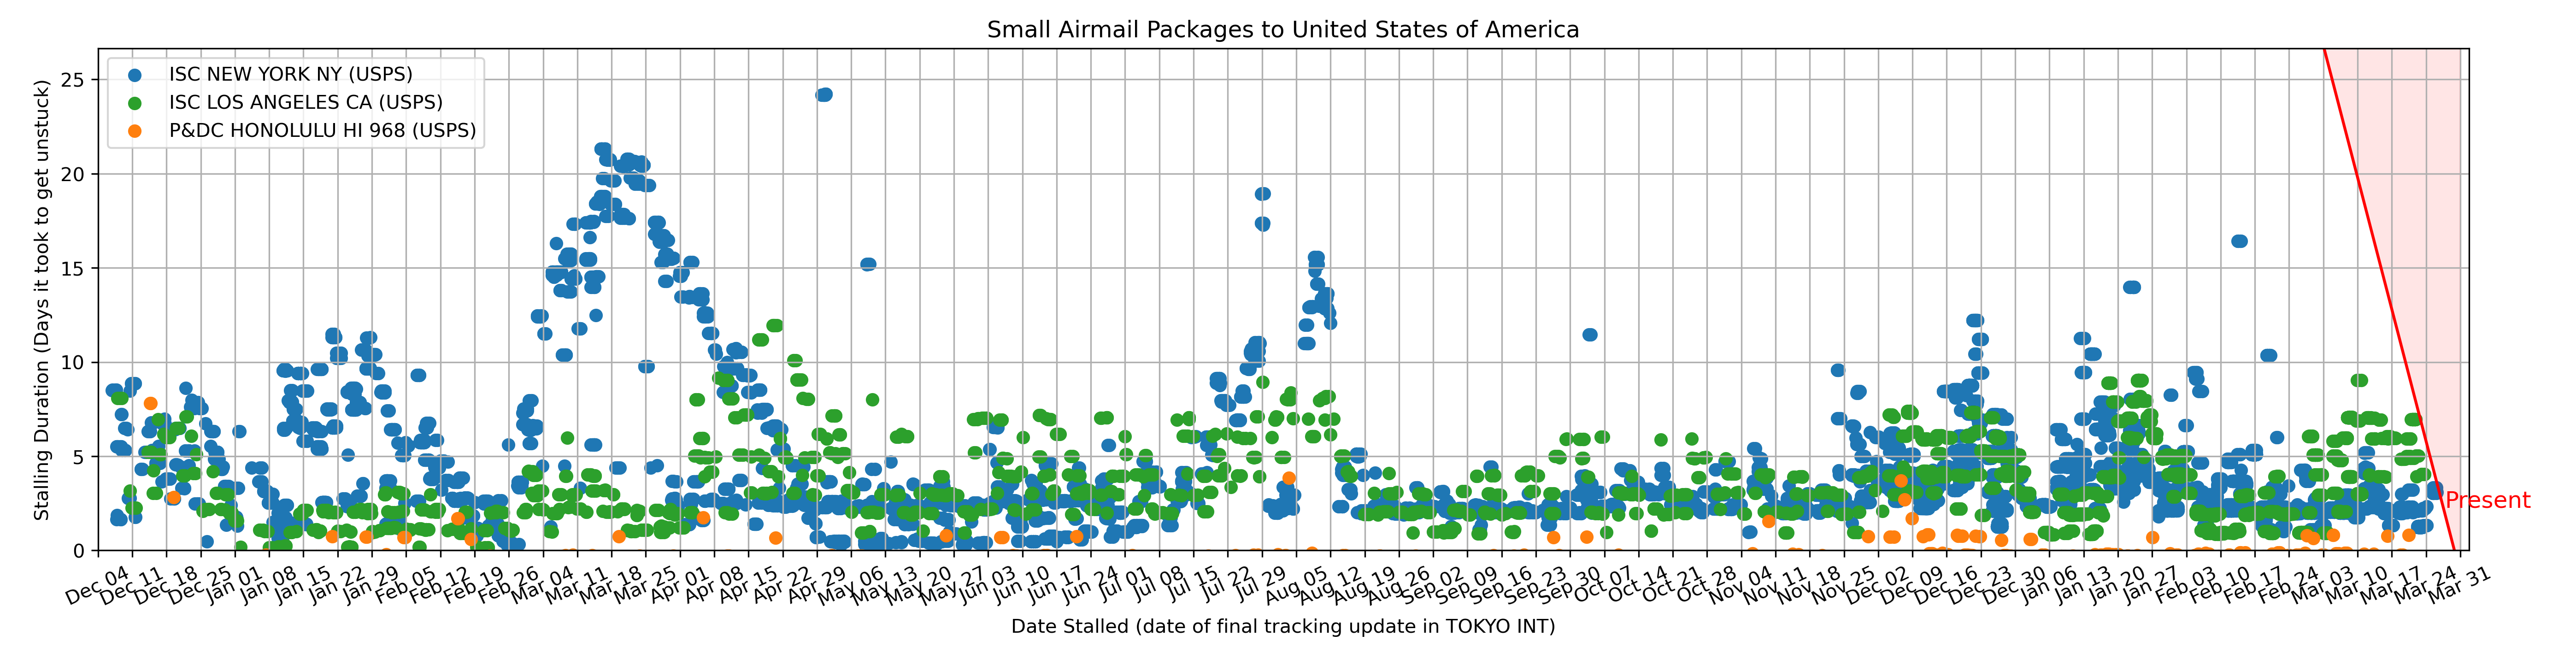 Small Airmail Packages to United States of America
ISC NEW YORK NY (USPS)
ISC LOS ANGELES CA (USPS)
P&DC HONOLULU HI 968 (USPS)
Stalling Duration (Days it took to get unstuck)
25
20
15
10
5
0
Present
Dec 04 Dec 11 Dec 18 Dec 25 Jan 01 Jan 08 Jan 15 Jan 22 Jan 29 Feb 05 Feb 12 Feb 19 Feb 26 Mar 04 Mar 11 Mar 18 Mar 25 Apr 01 Apr 08 Apr 15 Apr 22 Apr 29 May 06 May 13 May 20 May 27 Jun 03 Jun 10 Jun 17 Jun 24 Jul 01 Jul 08 Jul 15 Jul 22 Jul 29 Aug 05 Aug 12 Aug 19 Aug 26 Sep 02 Sep 09 Sep 16 Sep 23 Sep 30 Oct 07 Oct 14 Oct 21 Oct 28 Nov 04 Nov 11 Nov 18 Nov 25 Dec 02 Dec 09 Dec 16 Dec 23 Dec 30 Jan 06 Jan 13 Jan 20 Jan 27 Feb 03 Feb 10 Feb 17 Feb 24 Mar 03 Mar 10 Mar 17 Mar 24 Mar 31
Date Stalled (date of final tracking update in TOKYO INT)